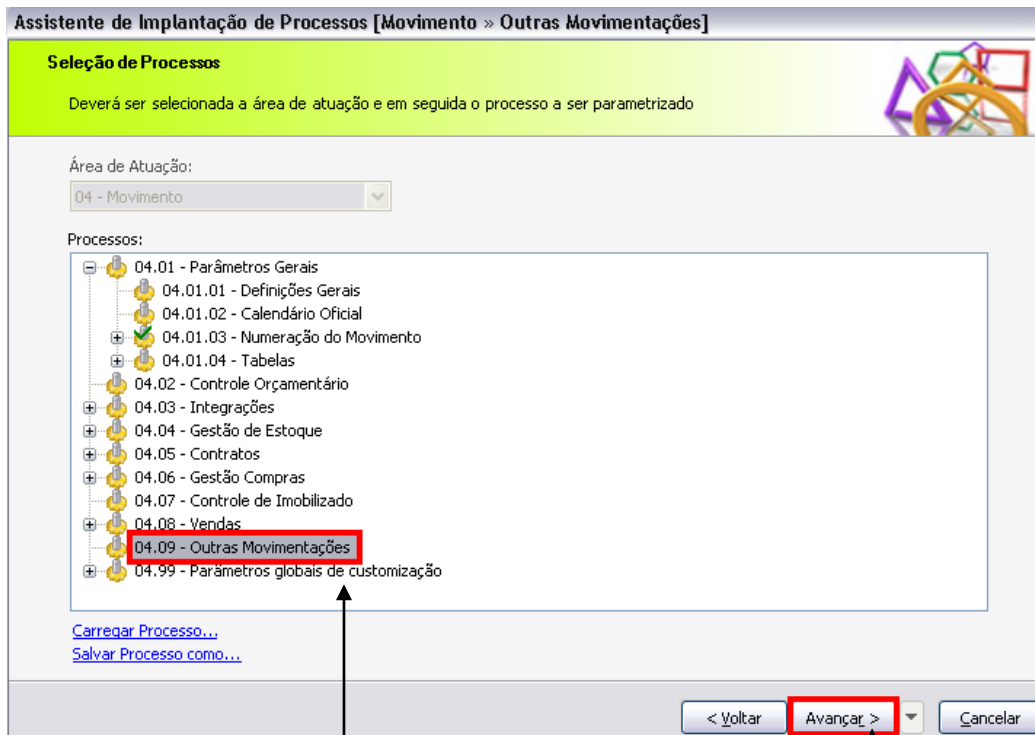 Assistente de Implantação de Processos [Movimento » Outras Movimentações]
Seleção de Processos
Deverá ser selecionada a área de atuação e em seguida o processo a ser parametrizado
Área de Atuação:
04 - Movimento
Processos:
04.01 - Parâmetros Gerais
04.01.01 - Definições Gerais
04.01.02 - Calendário Oficial
04.01.03 - Numeração do Movimento
04.01.04 - Tabelas
04.02 - Controle Orçamentário
04.03 - Integrações
04.04 - Gestão de Estoque
04.05 - Contratos
04.06 - Gestão Compras
04.07 - Controle de Imobilizado
04.08 - Vendas
04.09 - Outras Movimentações
04.99 - Parâmetros globais de customização
Carregar Processo...
Salvar Processo como...
< Voltar Avançar > Cancelar